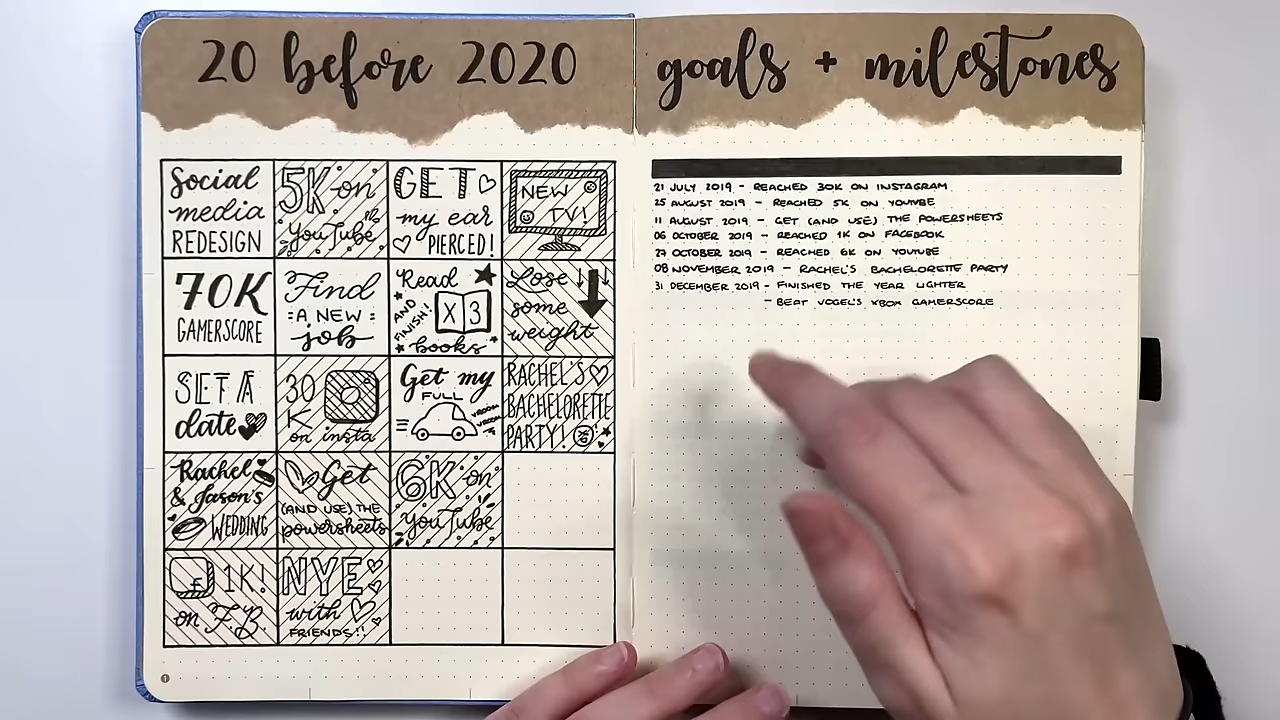 20 before 2020
goals + milestones
Social
media
REDESIGN
5K on
YouTube
GET
my ear
PIERCED!
NEW
TV!
70K
GAMERSCORE
Find
A NEW
job
Read
AND
FINISH!
X 3
books
Lose
some
weight
SET A
date
30
K
on insta
Get my
FULL
VROOM
VROOM
RACHEL'S
BACHELORETTE
PARTY!
Rachel
& Jason's
WEDDING
Get
(AND USE) THE
powersheets
6K on
YouTube
f 1K!
on F.B.
NYE
with
FRIENDS!!
1
21 JULY 2019 - REACHED 30K ON INSTAGRAM
25 AUGUST 2019 - REACHED 5K ON YOUTUBE
11 AUGUST 2019 - GET (AND USE) THE POWERSHEETS
06 OCTOBER 2019 - REACHED 1K ON FACEBOOK
27 OCTOBER 2019 - REACHED 6K ON YOUTUBE
08 NOVEMBER 2019 - RACHEL'S BACHELORETTE PARTY
31 DECEMBER 2019 - FINISHED THE YEAR LIGHTER
- BEAT VOGEL'S XBOX GAMERSCORE